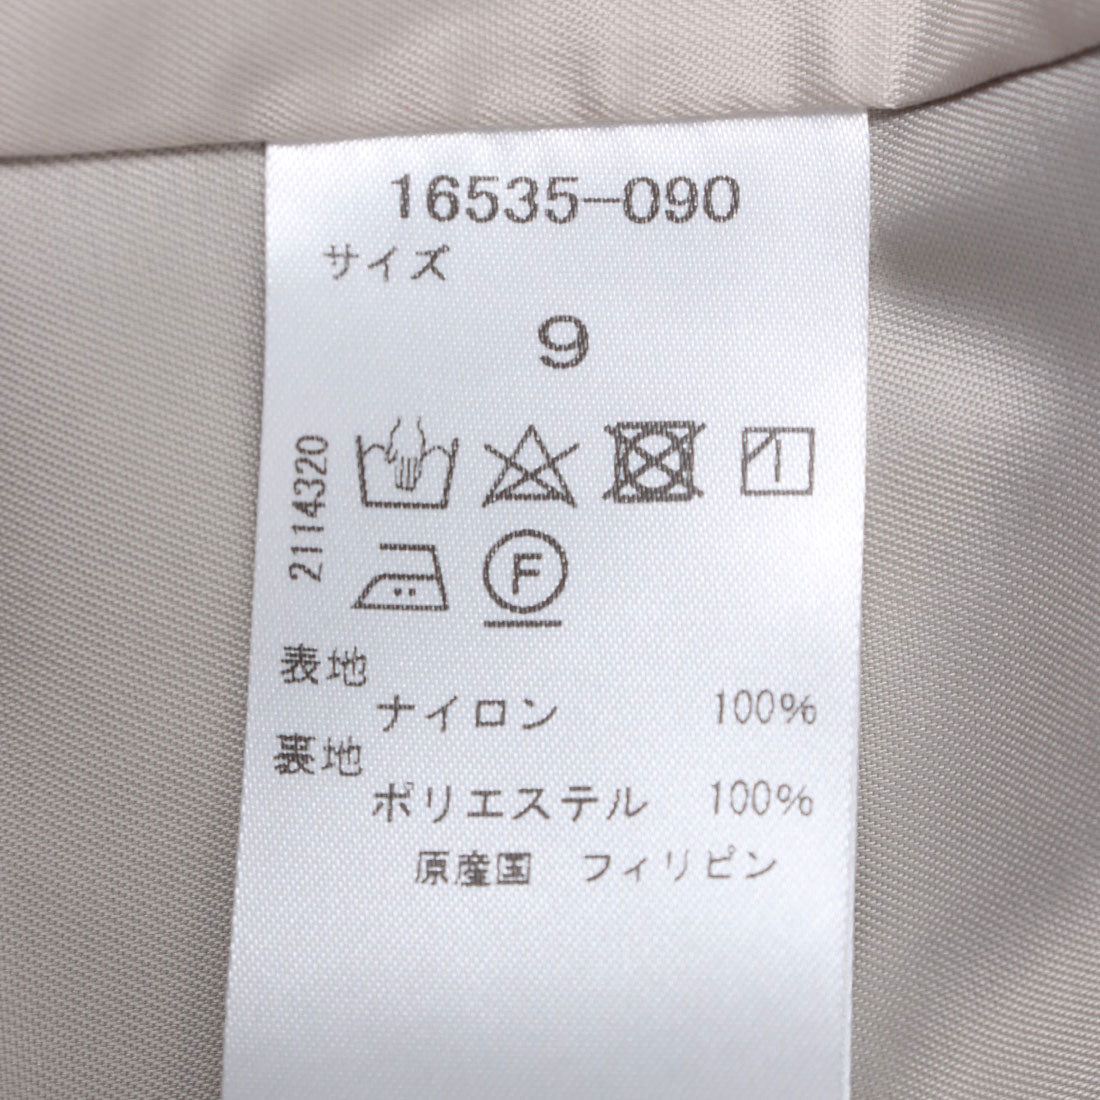 16535-090
サイズ
9
2114320
F
表地
ナイロン 100%
裏地
ポリエステル 100%
原産国 フィリピン